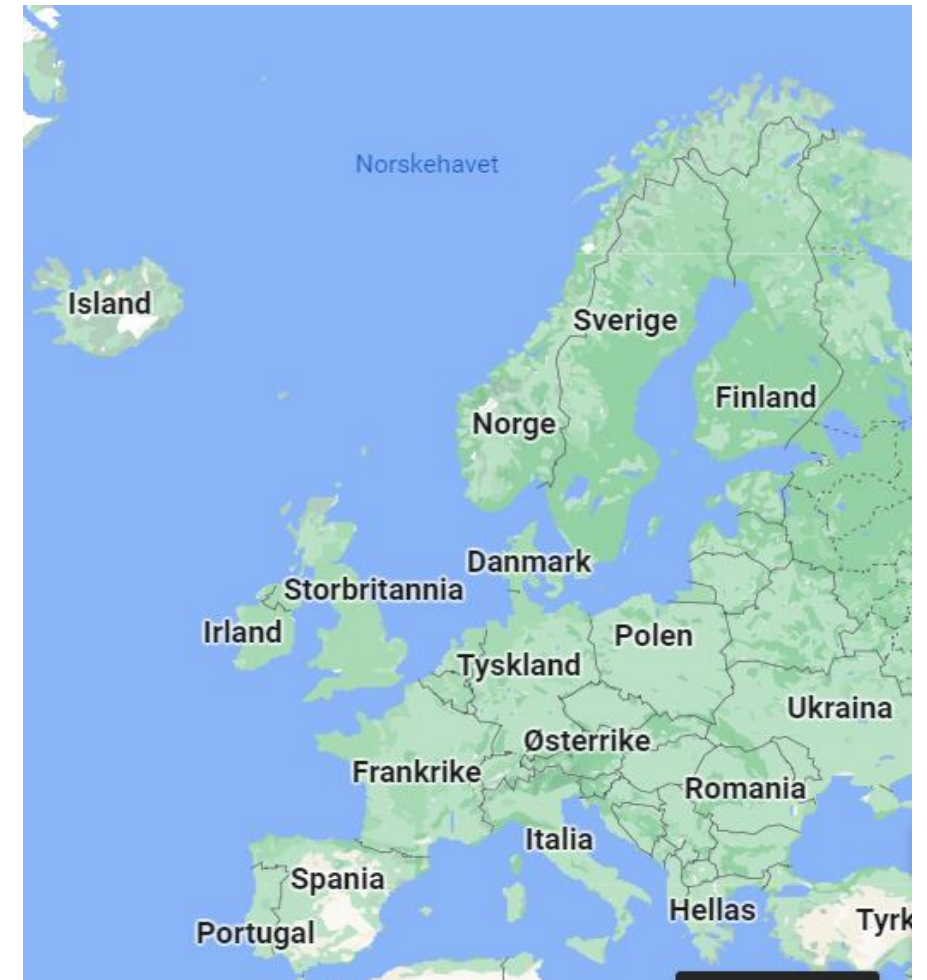 Norskehavet
Island
Sverige
Finland
Norge
Danmark
Storbritannia
Irland
Polen
Tyskland
Ukraina
Østerrike
Frankrike
Romania
Italia
Spania
Hellas
Tyrk
Portugal